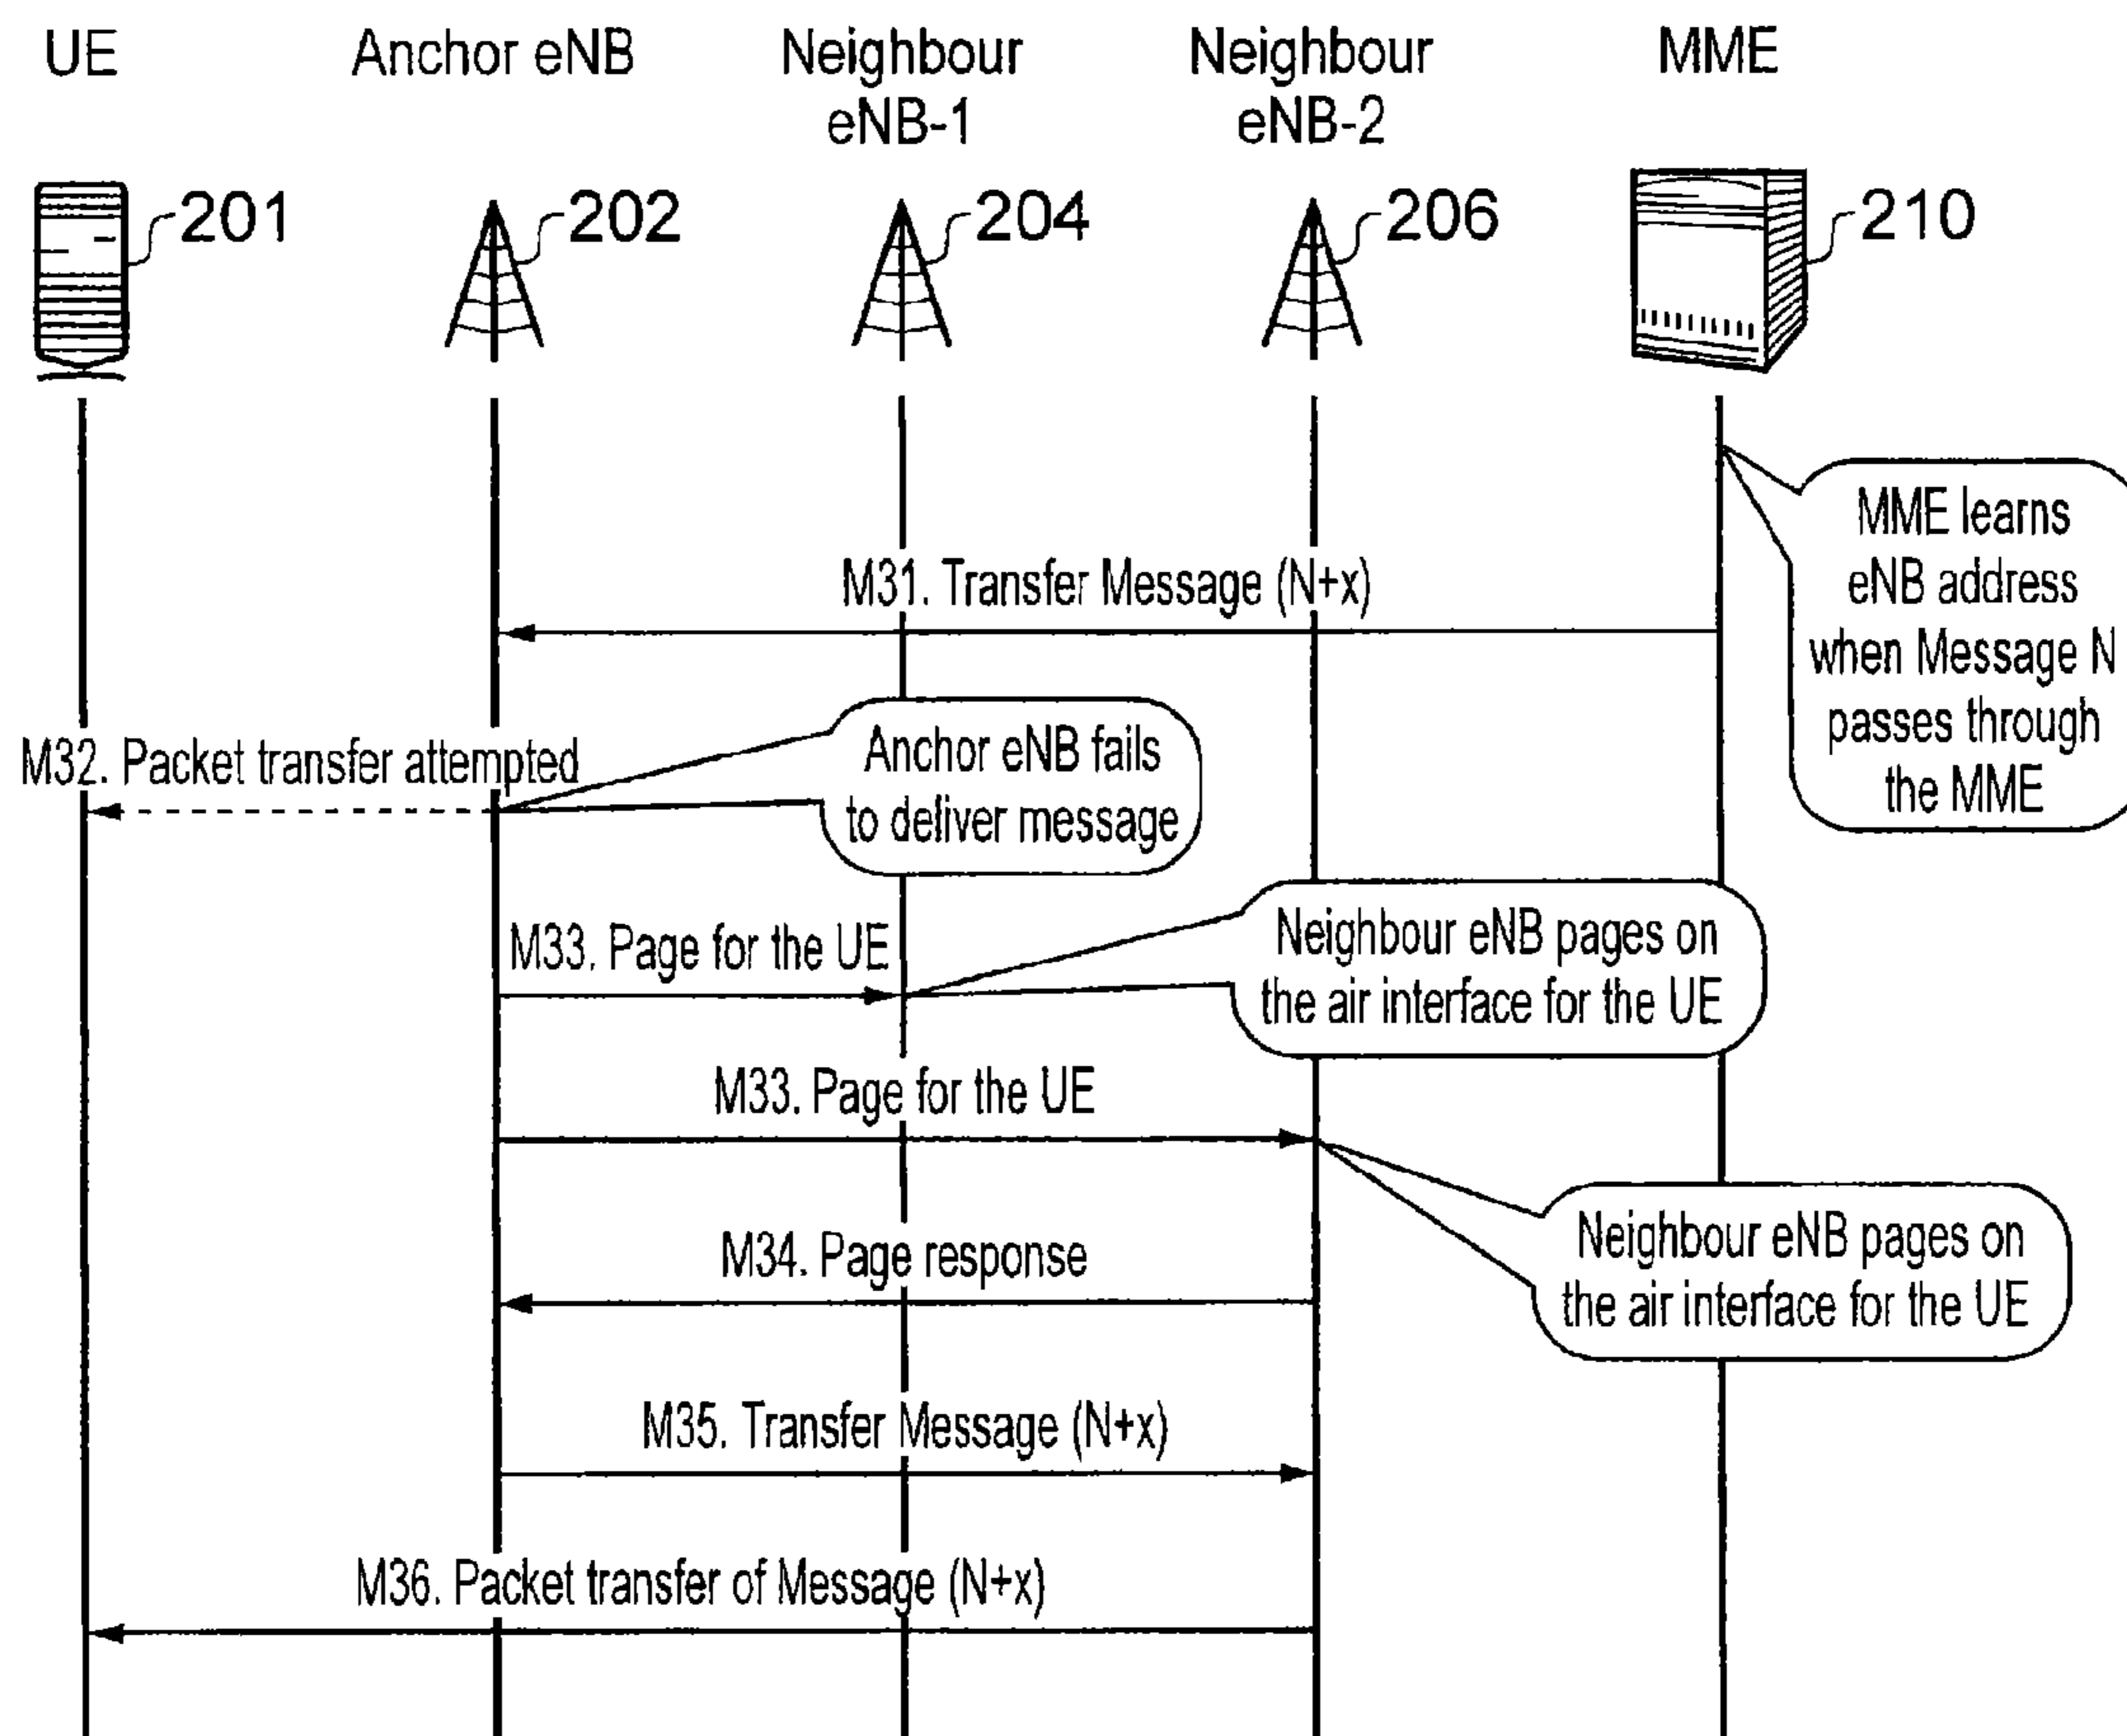 UE
Anchor eNB
Neighbour
eNB-1
Neighbour
eNB-2
MME
201
202
204
206
210
MME learns
eNB address
when Message N
passes through
the MME
M31. Transfer Message (N+x)
Anchor eNB fails
to deliver message
M32. Packet transfer attempted
Neighbour eNB pages on
the air interface for the UE
M33. Page for the UE
M33. Page for the UE
Neighbour eNB pages on
the air interface for the UE
M34. Page response
M35. Transfer Message (N+x)
M36. Packet transfer of Message (N+x)